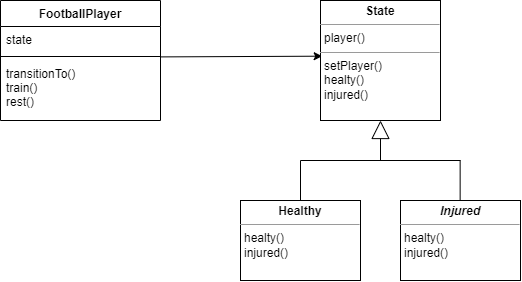 FootballPlayer
state
transitionTo()
train()
rest()
State
player()
setPlayer()
healty()
injured()
Healthy
healty()
injured()
Injured
healty()
injured()